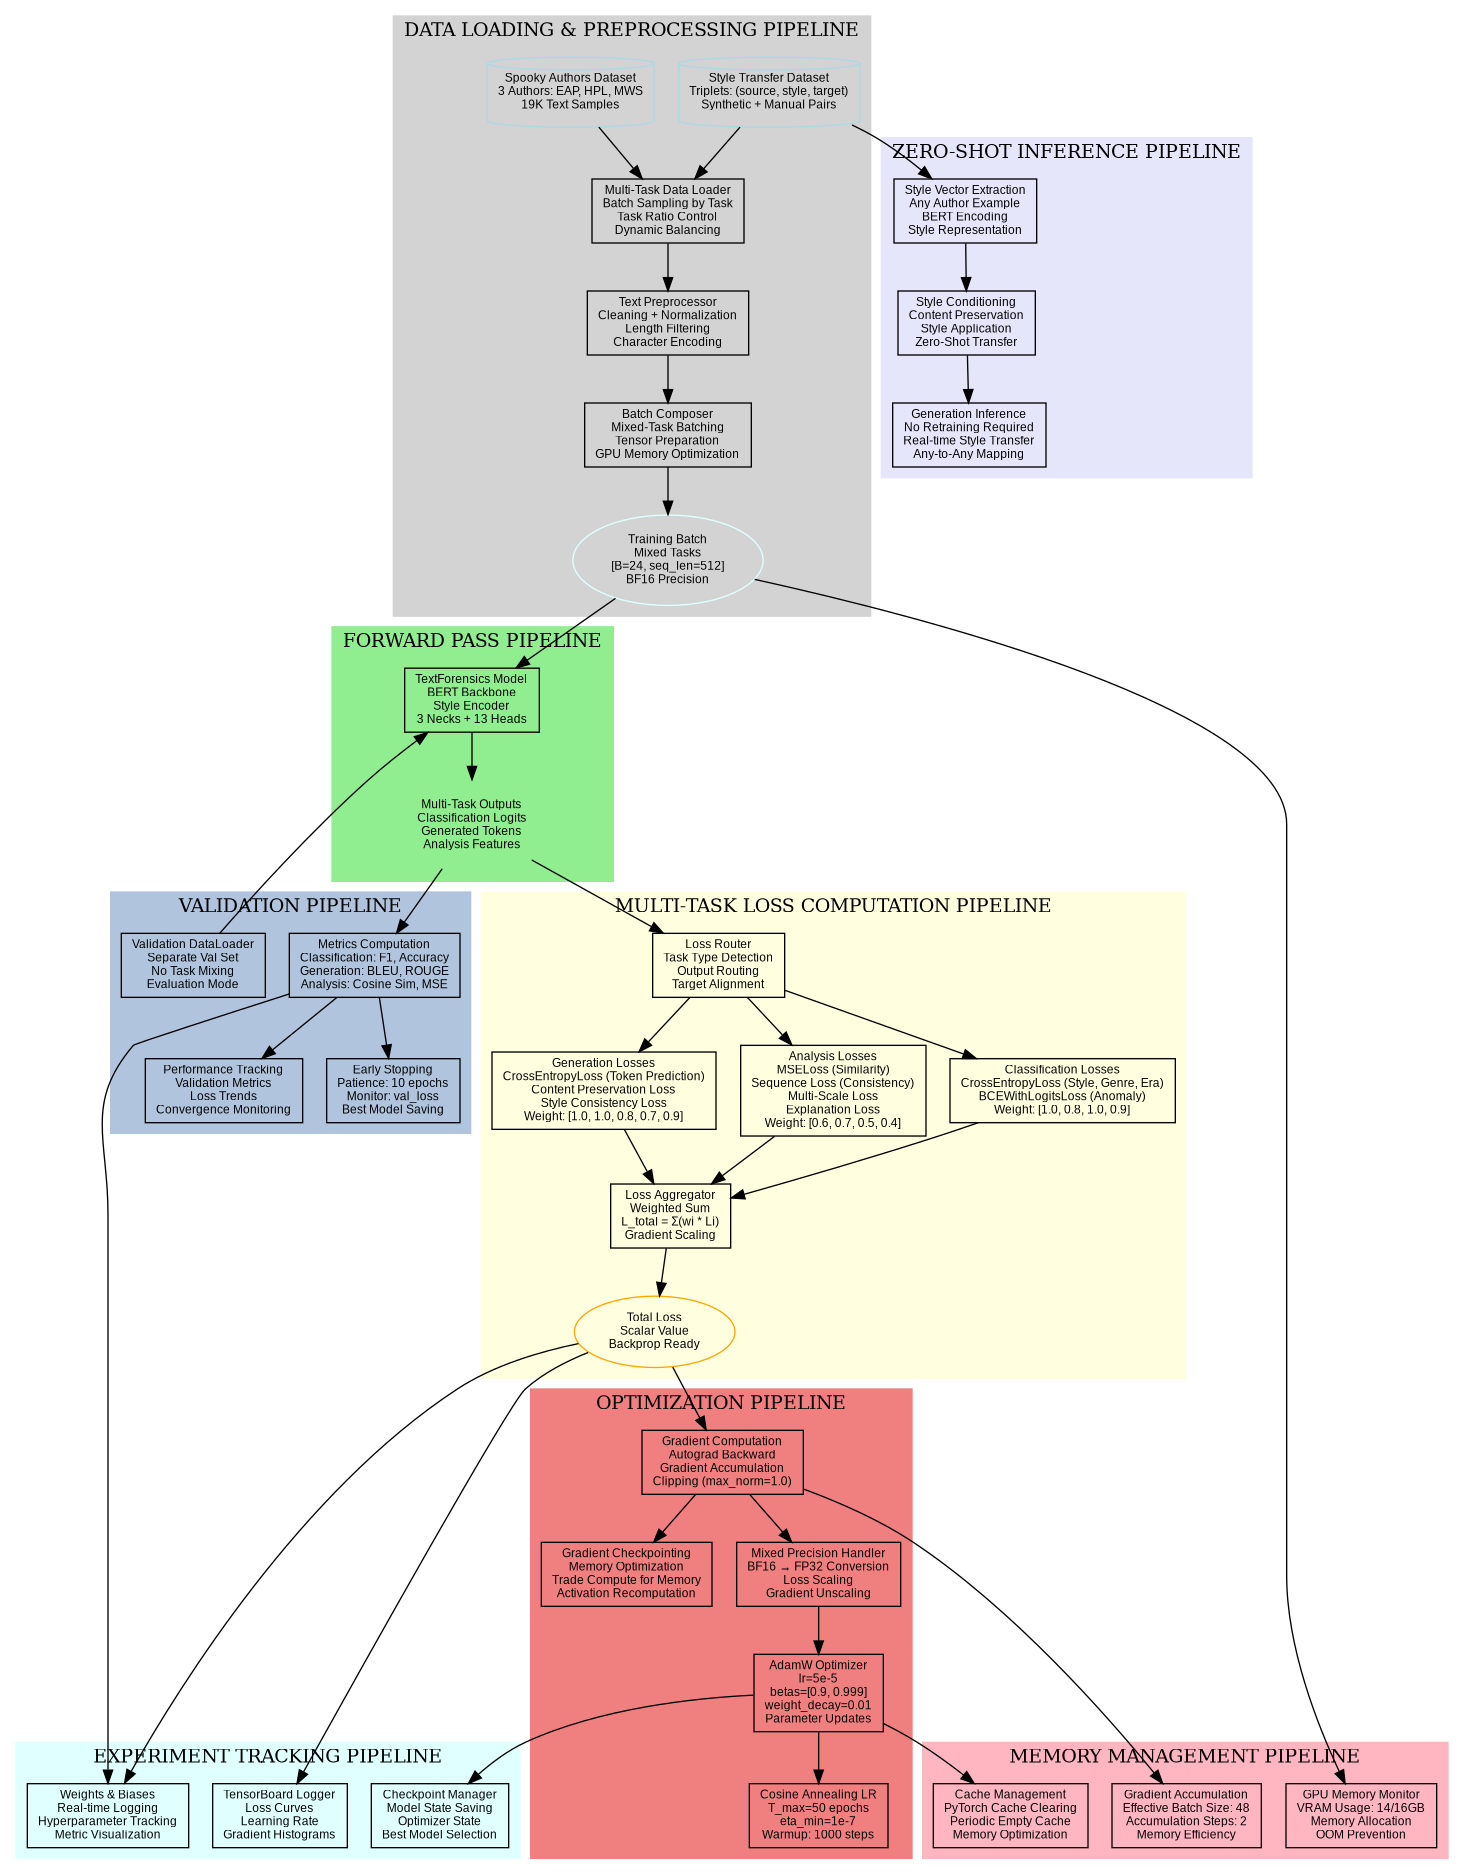 DATA LOADING & PREPROCESSING PIPELINE
Spooky Authors Dataset
3 Authors: EAP, HPL, MWS
19K Text Samples
Style Transfer Dataset
Triplets: (source, style, target)
Synthetic + Manual Pairs
Multi-Task Data Loader
Batch Sampling by Task
Task Ratio Control
Dynamic Balancing
Text Preprocessor
Cleaning + Normalization
Length Filtering
Character Encoding
Batch Composer
Mixed-Task Batching
Tensor Preparation
GPU Memory Optimization
Training Batch
Mixed Tasks
[B=24, seq_len=512]
BF16 Precision
ZERO-SHOT INFERENCE PIPELINE
Style Vector Extraction
Any Author Example
BERT Encoding
Style Representation
Style Conditioning
Content Preservation
Style Application
Zero-Shot Transfer
Generation Inference
No Retraining Required
Real-time Style Transfer
Any-to-Any Mapping
FORWARD PASS PIPELINE
TextForensics Model
BERT Backbone
Style Encoder
3 Necks + 13 Heads
Multi-Task Outputs
Classification Logits
Generated Tokens
Analysis Features
VALIDATION PIPELINE
Validation DataLoader
Separate Val Set
No Task Mixing
Evaluation Mode
Metrics Computation
Classification: F1, Accuracy
Generation: BLEU, ROUGE
Analysis: Cosine Sim, MSE
Performance Tracking
Validation Metrics
Loss Trends
Convergence Monitoring
Early Stopping
Patience: 10 epochs
Monitor: val_loss
Best Model Saving
MULTI-TASK LOSS COMPUTATION PIPELINE
Loss Router
Task Type Detection
Output Routing
Target Alignment
Generation Losses
CrossEntropyLoss (Token Prediction)
Content Preservation Loss
Style Consistency Loss
Weight: [1.0, 1.0, 0.8, 0.7, 0.9]
Analysis Losses
MSELoss (Similarity)
Sequence Loss (Consistency)
Multi-Scale Loss
Explanation Loss
Weight: [0.6, 0.7, 0.5, 0.4]
Classification Losses
CrossEntropyLoss (Style, Genre, Era)
BCEWithLogitsLoss (Anomaly)
Weight: [1.0, 0.8, 1.0, 0.9]
Loss Aggregator
Weighted Sum
L_total = Σ(wi * Li)
Gradient Scaling
Total Loss
Scalar Value
Backprop Ready
OPTIMIZATION PIPELINE
Gradient Computation
Autograd Backward
Gradient Accumulation
Clipping (max_norm=1.0)
Gradient Checkpointing
Memory Optimization
Trade Compute for Memory
Activation Recomputation
Mixed Precision Handler
BF16 → FP32 Conversion
Loss Scaling
Gradient Unscaling
AdamW Optimizer
lr=5e-5
betas=[0.9, 0.999]
weight_decay=0.01
Parameter Updates
Cosine Annealing LR
T_max=50 epochs
eta_min=1e-7
Warmup: 1000 steps
EXPERIMENT TRACKING PIPELINE
Weights & Biases
Real-time Logging
Hyperparameter Tracking
Metric Visualization
TensorBoard Logger
Loss Curves
Learning Rate
Gradient Histograms
Checkpoint Manager
Model State Saving
Optimizer State
Best Model Selection
MEMORY MANAGEMENT PIPELINE
Cache Management
PyTorch Cache Clearing
Periodic Empty Cache
Memory Optimization
Gradient Accumulation
Effective Batch Size: 48
Accumulation Steps: 2
Memory Efficiency
GPU Memory Monitor
VRAM Usage: 14/16GB
Memory Allocation
OOM Prevention